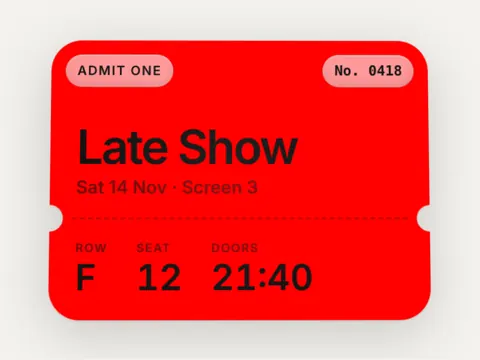 ADMIT ONE
No. 0418
Late Show
Sat 14 Nov · Screen 3
ROW SEAT DOORS
F 12 21:40